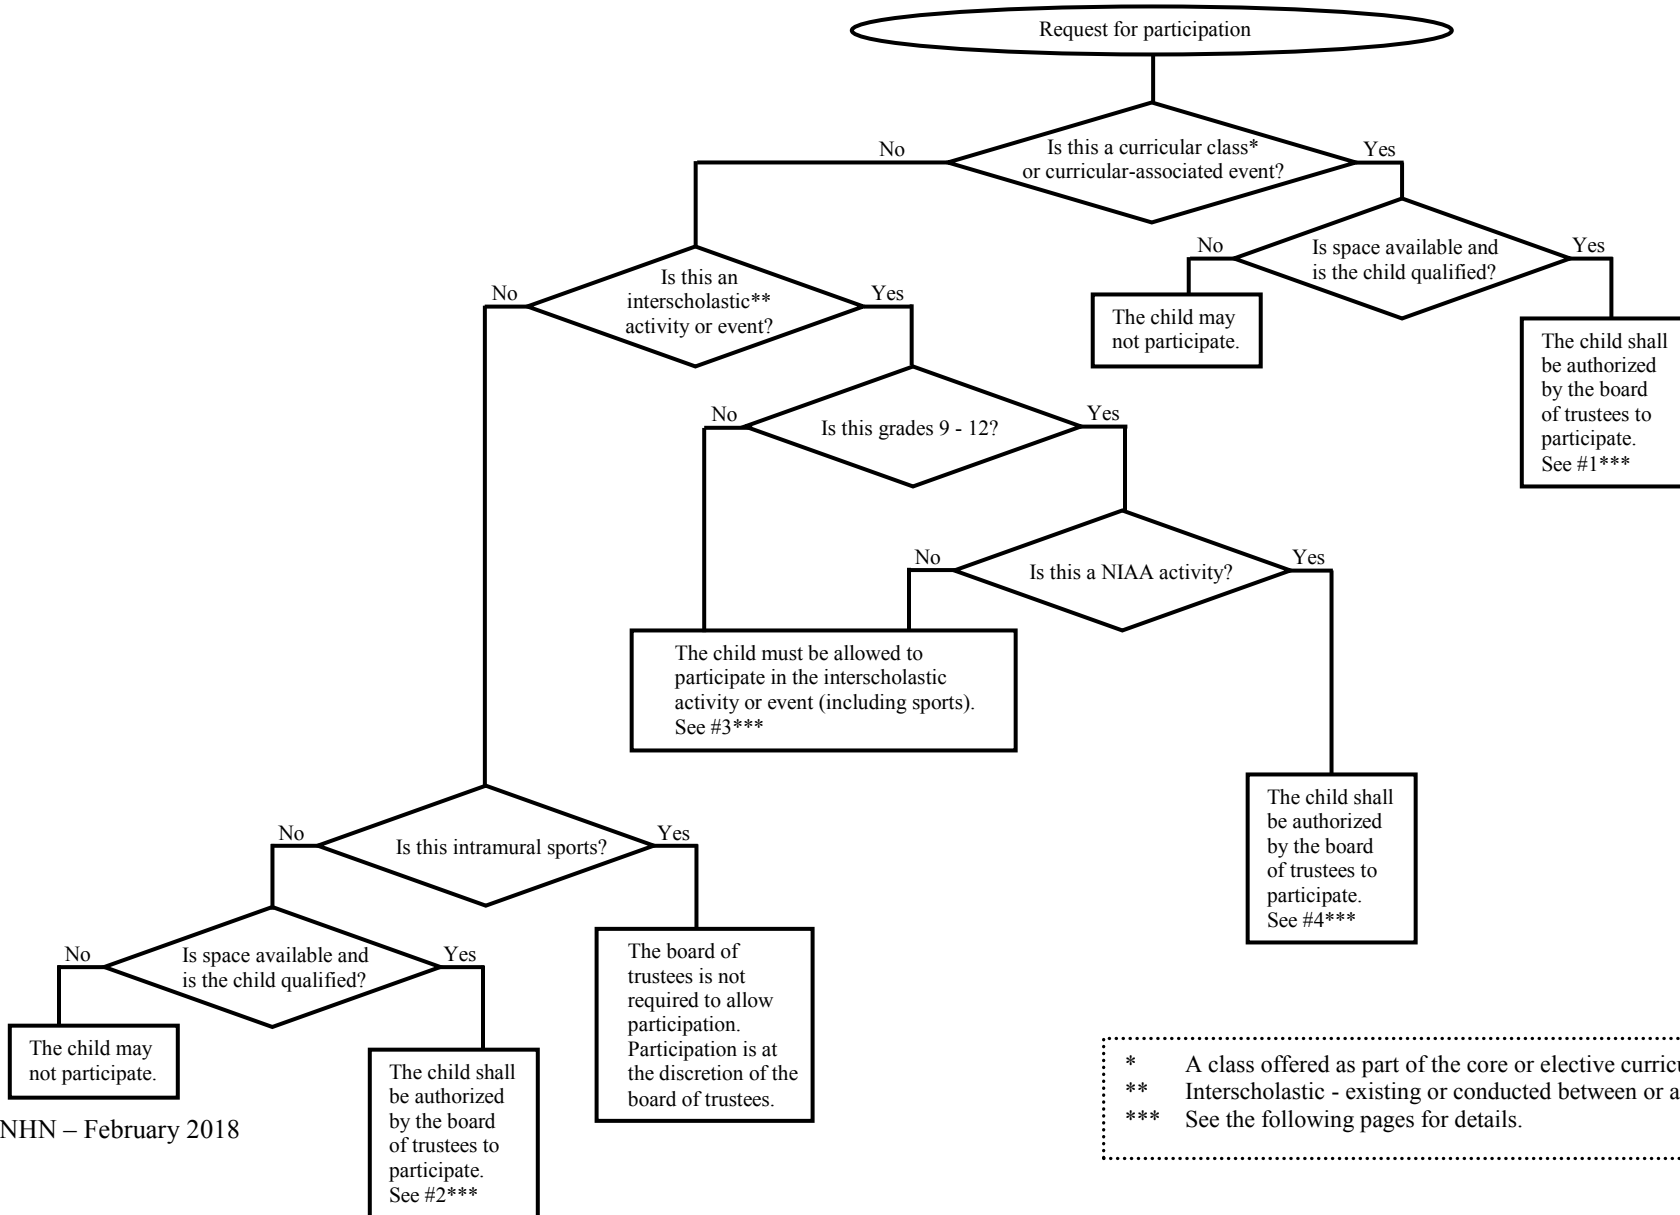 Request for participation
Is this a curricular class*
or curricular-associated event?
No
Yes
Is space available and
is the child qualified?
No
Yes
The child may
not participate.
The child shall
be authorized
by the board
of trustees to
participate.
See #1***
Is this an
interscholastic**
activity or event?
No
Yes
Is this grades 9 - 12?
No
Yes
Is this a NIAA activity?
No
Yes
The child must be allowed to
participate in the interscholastic
activity or event (including sports).
See #3***
The child shall
be authorized
by the board
of trustees to
participate.
See #4***
Is this intramural sports?
No
Yes
The board of
trustees is not
required to allow
participation.
Participation is at
the discretion of the
board of trustees.
Is space available and
is the child qualified?
No
Yes
The child may
not participate.
The child shall
be authorized
by the board
of trustees to
participate.
See #2***
* A class offered as part of the core or elective
** Interscholastic - existing or conducted between or
*** See the following pages for details.
NHN – February 2018